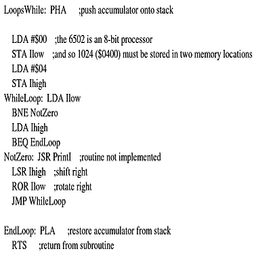 LoopsWhile: PHA ;push accumulator onto stack
LDA #$00 ;the 6502 is an 8-bit processor
STA Ilow ;and so 1024 ($0400) must be stored in two memory locations
LDA #$04
STA Ihigh
WhileLoop: LDA Ilow
BNE NotZero
LDA Ihigh
BEQ EndLoop
NotZero: JSR PrintI ;routine not implemented
LSR Ihigh ;shift right
ROR Ilow ;rotate right
JMP WhileLoop
EndLoop: PLA ;restore accumulator from stack
RTS ;return from subroutine